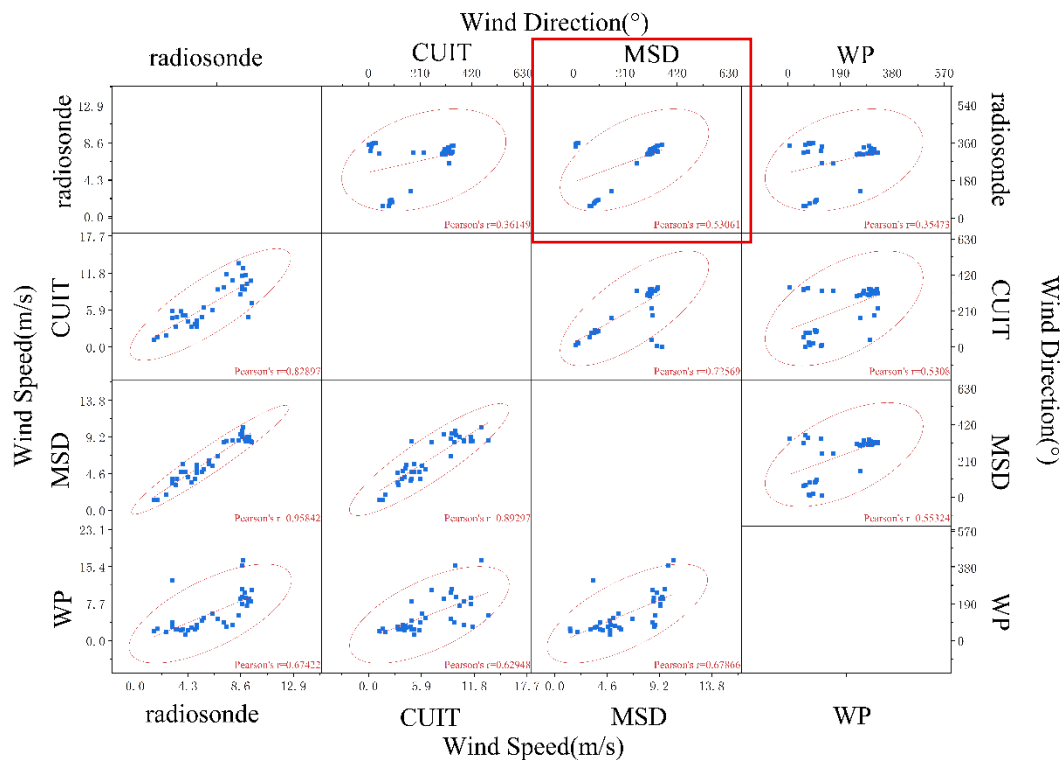 Wind Direction(°)
radiosonde CUIT MSD WP
0 210 420 630 0 210 420 630 0 190 380 570
12.9 8.6 4.3 0.0
radiosonde
540 360 180 0
radiosonde
Pearson's r=0.36149
Pearson's r=0.53061
Pearson's r=0.35473
17.7 11.8 5.9 0.0
CUIT
630 420 210 0
CUIT
Pearson's r=0.82897
Pearson's r=0.72569
Pearson's r=0.5308
Wind Speed(m/s)
Wind Direction(°)
13.8 9.2 4.6 0.0
MSD
630 420 210 0
MSD
Pearson's r=0.95842
Pearson's r=0.89297
Pearson's r=0.55324
23.1 15.4 7.7 0.0
WP
570 380 190 0
WP
Pearson's r=0.67422
Pearson's r=0.62948
Pearson's r=0.67866
0.0 4.3 8.6 12.9 0.0 5.9 11.8 17.7 0.0 4.6 9.2 13.8
radiosonde CUIT MSD WP
Wind Speed(m/s)